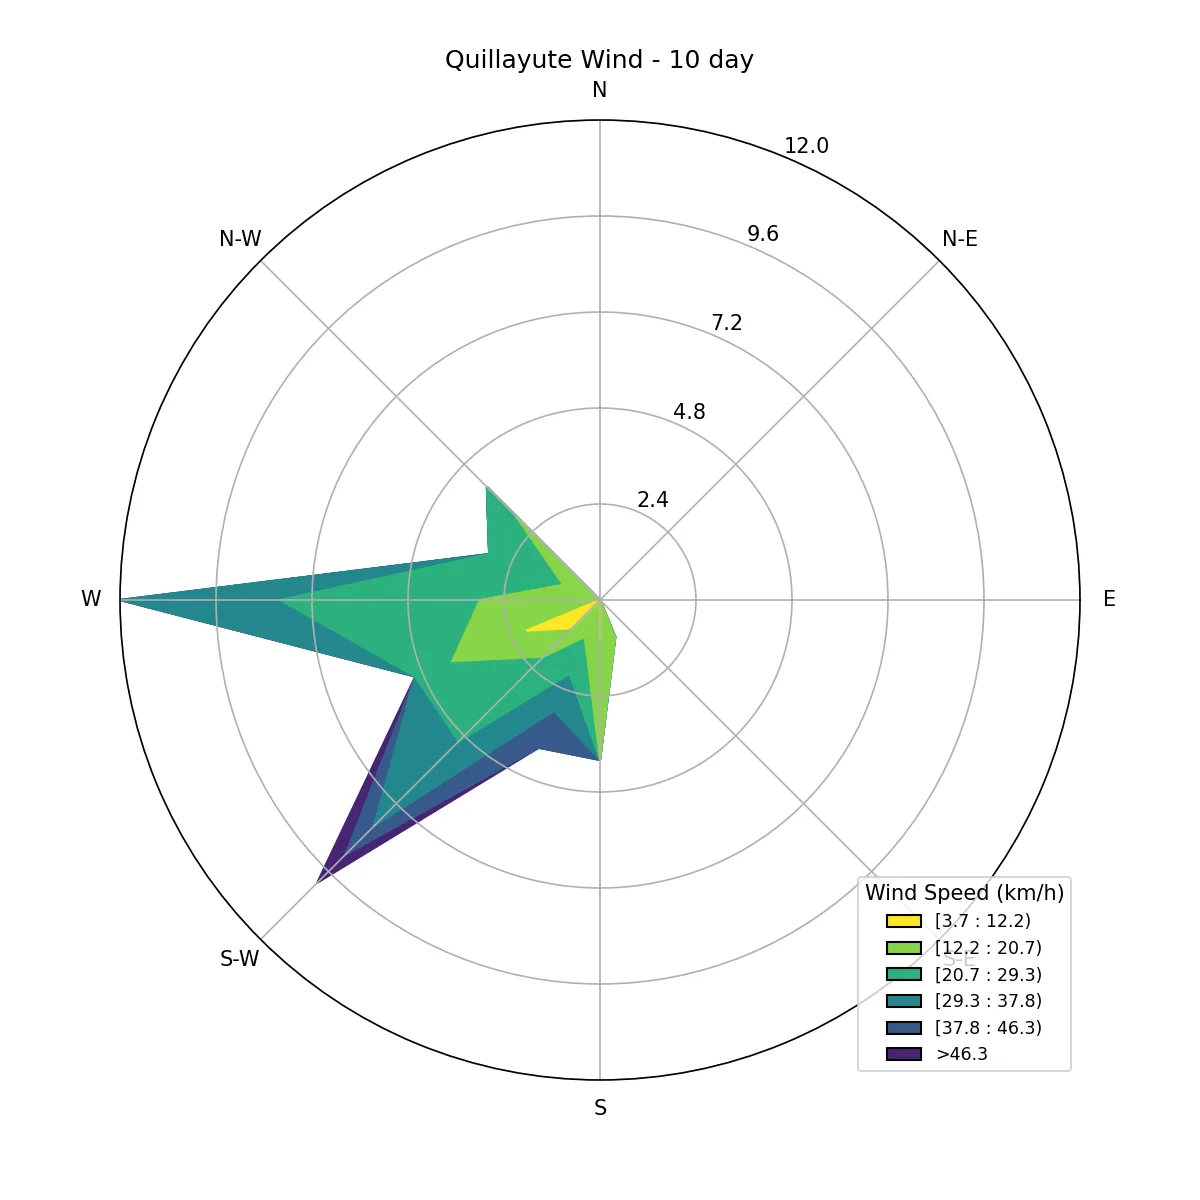 Quillayute Wind - 10 day
N
12.0
9.6
N-W
N-E
7.2
4.8
2.4
W
E
Wind Speed (km/h)
[3.7 : 12.2)
[12.2 : 20.7)
S-W
S-E
[20.7 : 29.3)
[29.3 : 37.8)
[37.8 : 46.3)
>46.3
S